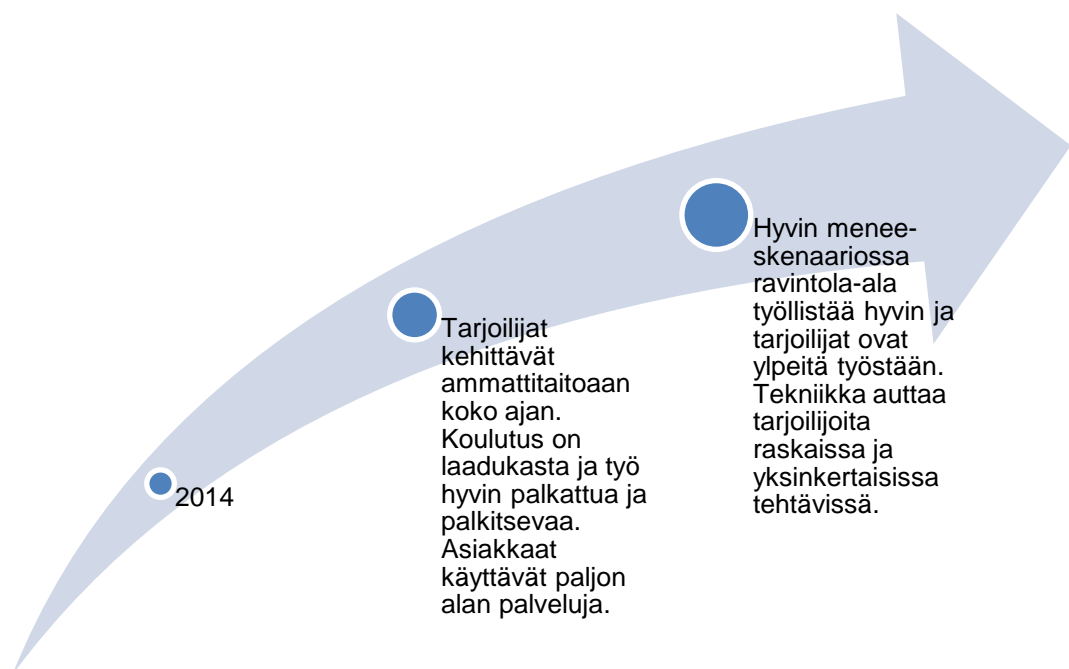 2014
Tarjoilijat
kehittävät
ammattitaitoaan
koko ajan.
Koulutus on
laadukasta ja työ
hyvin palkattua ja
palkitsevaa.
Asiakkaat
käyttävät paljon
alan palveluja.
Hyvin menee-
skenaariossa
ravintola-ala
työllistää hyvin ja
tarjoilijat ovat
ylpeitä työstään.
Tekniikka auttaa
tarjoilijoita
raskaissa ja
yksinkertaisissa
tehtävissä.